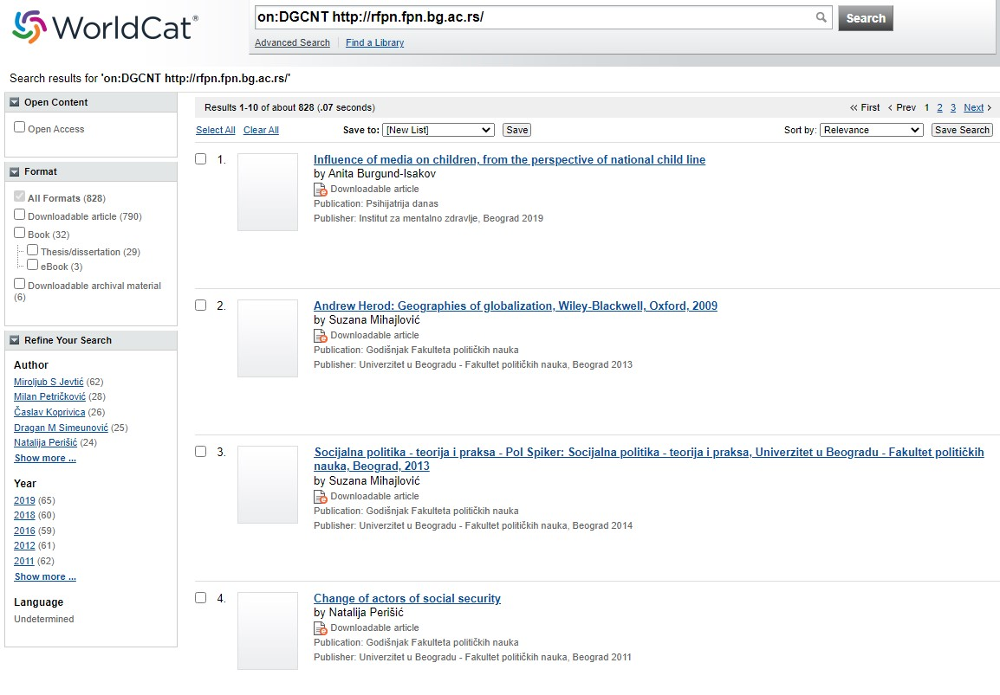 WorldCat®
on:DGCNT http://rfpn.fpn.bg.ac.rs/
Search
Advanced Search
Find a Library
Search results for 'on:DGCNT http://rfpn.fpn.bg.ac.rs/'
Open Content
Open Access
Format
All Formats (828)
Downloadable article (790)
Book (32)
Thesis/dissertation (29)
eBook (3)
Downloadable archival material
(6)
Refine Your Search
Author
Miroljub S Jevtić (62)
Milan Petričković (28)
Časlav Koprivica (26)
Dragan M Simeunović (25)
Natalija Perišić (24)
Show more ...
Year
2019 (65)
2018 (60)
2016 (59)
2012 (61)
2011 (62)
Show more ...
Language
Undetermined
Results 1-10 of about 828 (.07 seconds)
« First ‹ Prev 1 2 3 Next ›
Select All Clear All
Save to: [New List] Save
Sort by: Relevance Save Search
1. Influence of media on children, from the perspective of national child line
by Anita Burgund-Isakov
Downloadable article
Publication: Psihijatrija danas
Publisher: Institut za mentalno zdravlje, Beograd 2019
2. Andrew Herod: Geographies of globalization, Wiley-Blackwell, Oxford, 2009
by Suzana Mihajlović
Downloadable article
Publication: Godišnjak Fakulteta političkih nauka
Publisher: Univerzitet u Beogradu - Fakultet političkih nauka, Beograd 2013
3. Socijalna politika - teorija i praksa - Pol Spiker: Socijalna politika - teorija i praksa, Univerzitet u Beogradu - Fakultet političkih
nauka, Beograd, 2013
by Suzana Mihajlović
Downloadable article
Publication: Godišnjak Fakulteta političkih nauka
Publisher: Univerzitet u Beogradu - Fakultet političkih nauka, Beograd 2014
4. Change of actors of social security
by Natalija Perišić
Downloadable article
Publication: Godišnjak Fakulteta političkih nauka
Publisher: Univerzitet u Beogradu - Fakultet političkih nauka, Beograd 2011